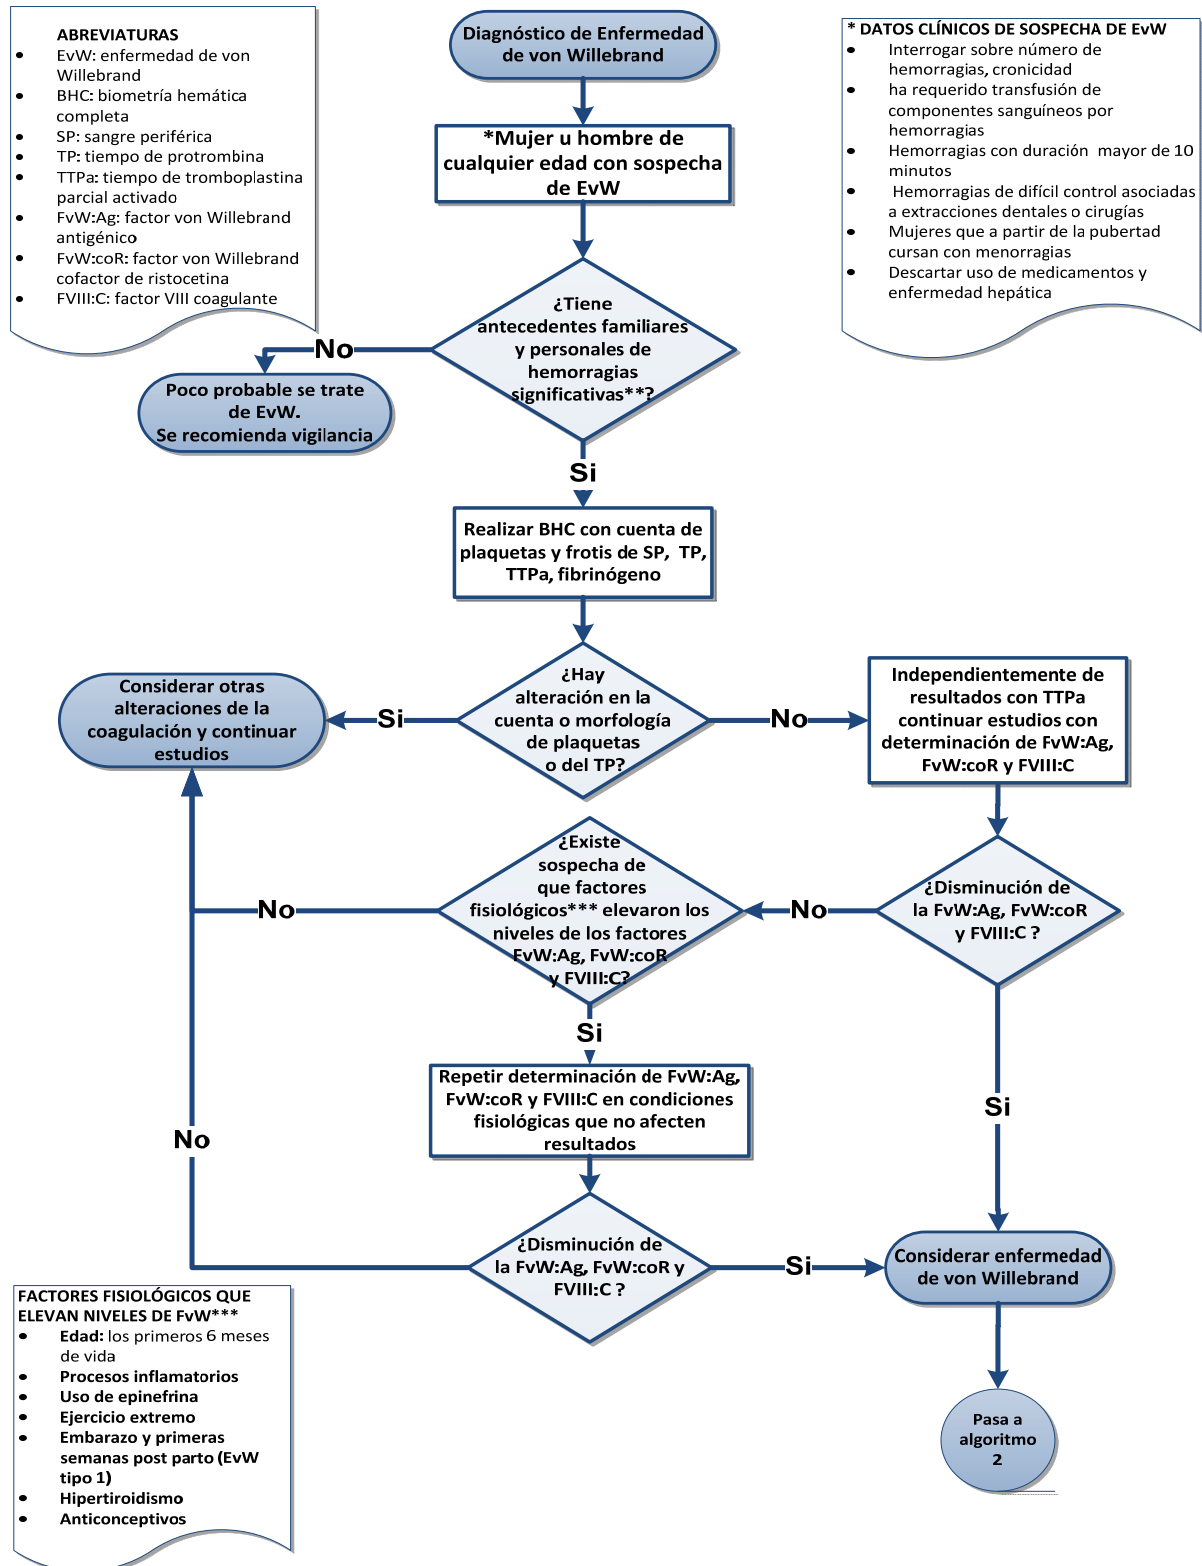 ABREVIATURAS
• EvW: enfermedad de von
Willebrand
• BHC: biometría hemática
completa
• SP: sangre periférica
• TP: tiempo de protrombina
• TTPa: tiempo de tromboplastina
parcial activado
• FvW:Ag: factor von Willebrand
antigénico
• FvW:coR: factor von Willebrand
cofactor de ristocetina
• FVIII:C: factor VIII coagulante
Diagnóstico de Enfermedad
de von Willebrand
* DATOS CLÍNICOS DE SOSPECHA DE EvW
• Interrogar sobre número de
hemorragias, cronicidad
• ha requerido transfusión de
componentes sanguíneos por
hemorragias
• Hemorragias con duración mayor de 10
minutos
• Hemorragias de difícil control asociadas
a extracciones dentales o cirugías
• Mujeres que a partir de la pubertad
cursan con menorragias
• Descartar uso de medicamentos y
enfermedad hepática
*Mujer u hombre de
cualquier edad con sospecha
de EvW
¿Tiene
antecedentes familiares
y personales de
hemorragias
significativas**?
No
Poco probable se trate
de EvW.
Se recomienda vigilancia
Si
Realizar BHC con cuenta de
plaquetas y frotis de SP, TP,
TTPa, fibrinógeno
¿Hay
alteración en la
cuenta o morfología
de plaquetas
o del TP?
Si
Considerar otras
alteraciones de la
coagulación y continuar
estudios
No
Independientemente de
resultados con TTPa
continuar estudios con
determinación de FvW:Ag,
FvW:coR y FVIII:C
¿Disminución de
la FvW:Ag, FvW:coR
y FVIII:C ?
No
¿Existe
sospecha de
que factores
fisiológicos*** elevaron los
niveles de los factores
FvW:Ag, FvW:coR
y FVIII:C?
No
Si
Repetir determinación de FvW:Ag,
FvW:coR y FVIII:C en condiciones
fisiológicas que no afecten
resultados
Si
No
¿Disminución de
la FvW:Ag, FvW:coR y
FVIII:C ?
Si
Considerar enfermedad
de von Willebrand
Pasa a
algoritmo
2
FACTORES FISIOLÓGICOS QUE
ELEVAN NIVELES DE FvW***
• Edad: los primeros 6 meses
de vida
• Procesos inflamatorios
• Uso de epinefrina
• Ejercicio extremo
• Embarazo y primeras
semanas post parto (EvW
tipo 1)
• Hipertiroidismo
• Anticonceptivos